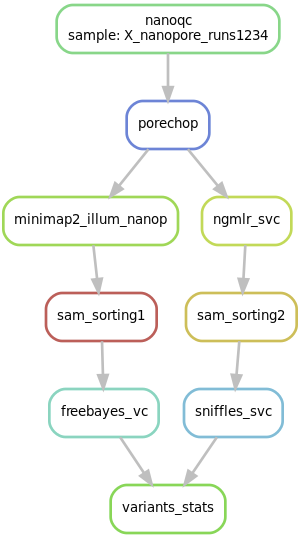 nanoqc
sample: X_nanopore_runs1234
porechop
minimap2_illum_nanop
ngmlr_svc
sam_sorting1
sam_sorting2
freebayes_vc
sniffles_svc
variants_stats